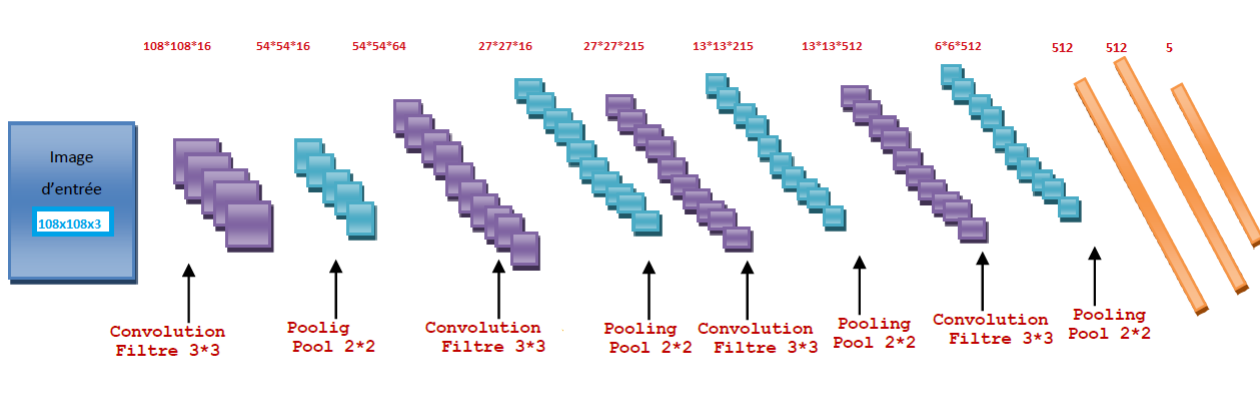 108*108*16 54*54*16 54*54*64 27*27*16 27*27*215 13*13*215 13*13*512 6*6*512 512 512 5
Image
d'entrée
108x108x3
Convolution
Filtre 3*3
Poolig
Pool 2*2
Convolution
Filtre 3*3
Pooling
Pool 2*2
Convolution
Filtre 3*3
Pooling
Pool 2*2
Convolution
Filtre 3*3
Pooling
Pool 2*2